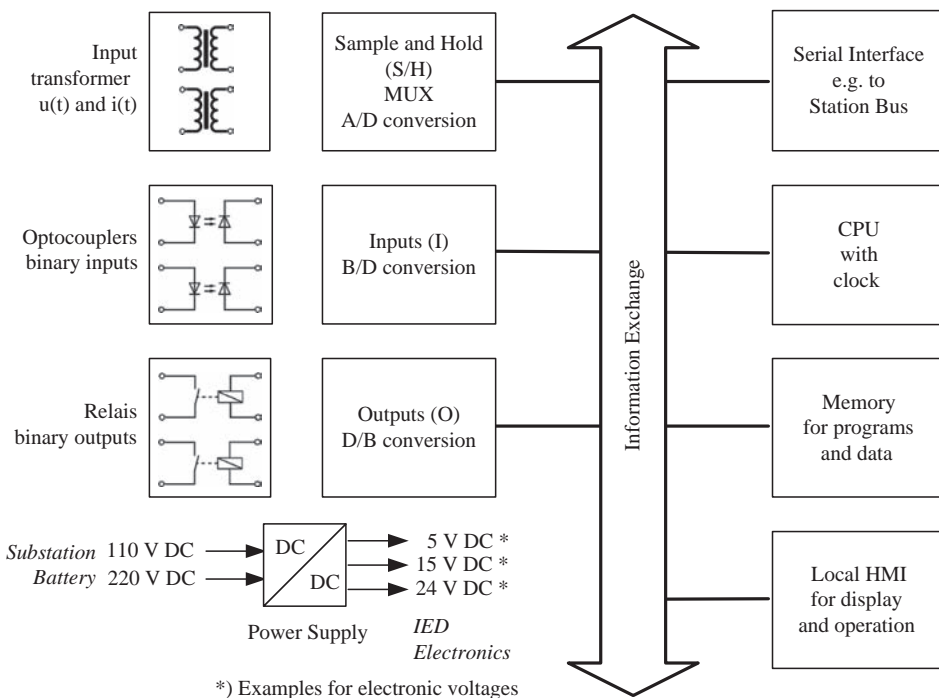 Input
transformer
u(t) and i(t)
Sample and Hold
(S/H)
MUX
A/D conversion
Serial Interface
e.g. to
Station Bus
Optocouplers
binary inputs
Inputs (I)
B/D conversion
CPU
with
clock
Information Exchange
Relais
binary outputs
Outputs (O)
D/B conversion
Memory
for programs
and data
Substation
Battery
110 V DC
220 V DC
DC
DC
5 V DC *
15 V DC *
24 V DC *
Power Supply
IED
Electronics
Local HMI
for display
and operation
*) Examples for electronic voltages